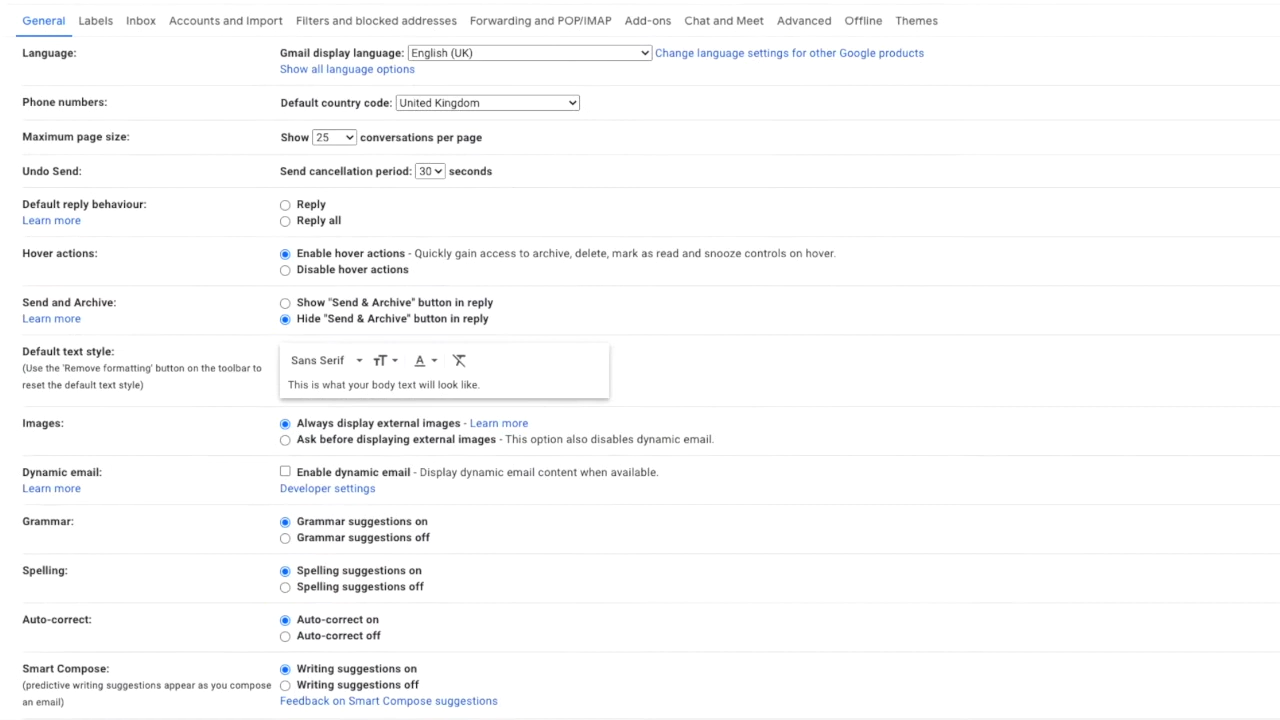 General Labels Inbox Accounts and Import Filters and blocked addresses Forwarding and POP/IMAP Add-ons Chat and Meet Advanced Offline Themes
Language: Gmail display language: English (UK) Change language settings for other Google products
Show all language options
Phone numbers: Default country code: United Kingdom
Maximum page size: Show 25 conversations per page
Undo Send: Send cancellation period: 30 seconds
Default reply behaviour: Reply
Learn more Reply all
Hover actions: Enable hover actions - Quickly gain access to archive, delete, mark as read and snooze controls on hover.
Disable hover actions
Send and Archive: Show "Send & Archive" button in reply
Learn more Hide "Send & Archive" button in reply
Default text style:
(Use the 'Remove formatting' button on the toolbar to Sans Serif
reset the default text style) This is what your body text will look like.
Images: Always display external images - Learn more
Ask before displaying external images - This option also disables dynamic email.
Dynamic email: Enable dynamic email - Display dynamic email content when available.
Learn more Developer settings
Grammar: Grammar suggestions on
Grammar suggestions off
Spelling: Spelling suggestions on
Spelling suggestions off
Auto-correct: Auto-correct on
Auto-correct off
Smart Compose: Writing suggestions on
(predictive writing suggestions appear as you compose Writing suggestions off
an email) Feedback on Smart Compose suggestions